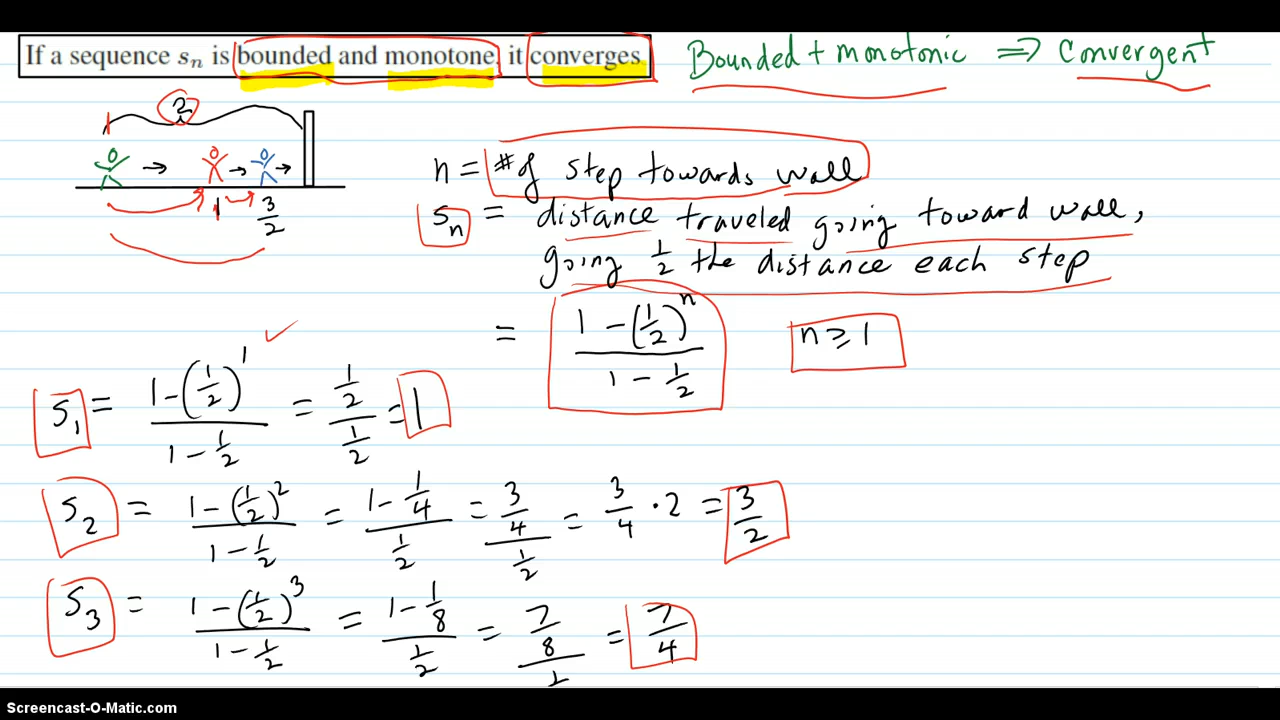 If a sequence sₙ is bounded and monotone, it converges.
Bounded + monotonic ⇒ Convergent
2
1 3/2
n = # of step towards wall
sₙ = distance traveled going toward wall,
going 1/2 the distance each step
= (1 - (1/2)^n) / (1 - 1/2) n ≥ 1
s₁ = (1 - (1/2)^1) / (1 - 1/2) = (1/2) / (1/2) = 1
s₂ = (1 - (1/2)^2) / (1 - 1/2) = (1 - 1/4) / (1/2) = (3/4) / (1/2) = 3/4 · 2 = 3/2
s₃ = (1 - (1/2)^3) / (1 - 1/2) = (1 - 1/8) / (1/2) = (7/8) / 1 = 7/4
Screencast-O-Matic.com